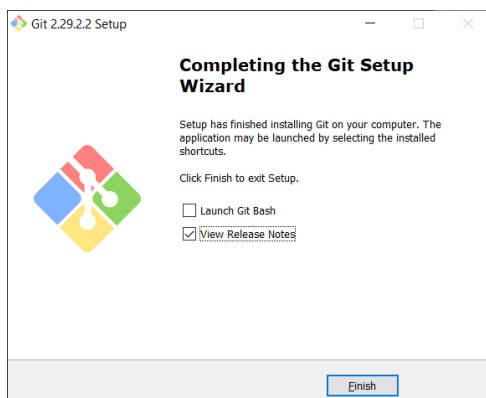 Git 2.29.2.2 Setup
Completing the Git Setup
Wizard
Setup has finished installing Git on your computer. The
application may be launched by selecting the installed
shortcuts.
Click Finish to exit Setup.
Launch Git Bash
View Release Notes
Finish